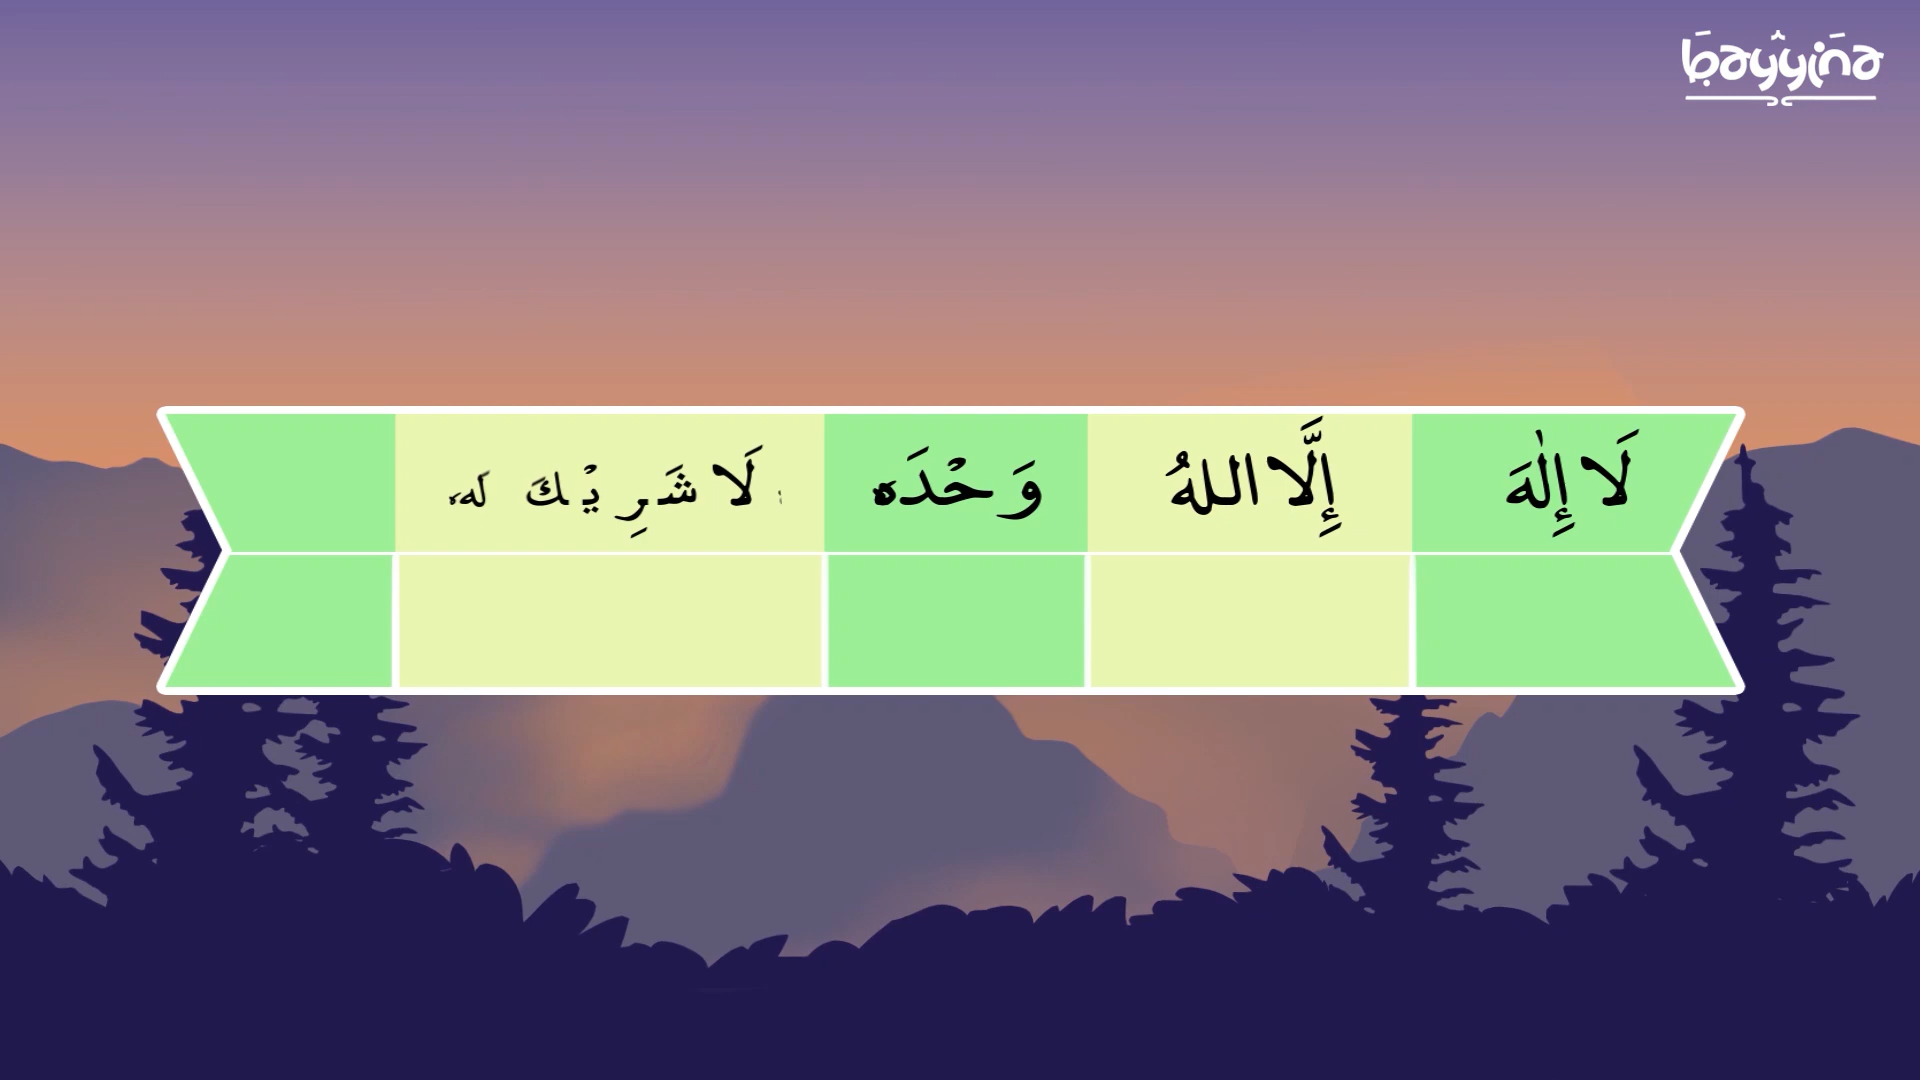 bayyina
لَا إِلٰهَ إِلَّا اللهُ وَحْدَه لَا شَرِيْكَ لَه